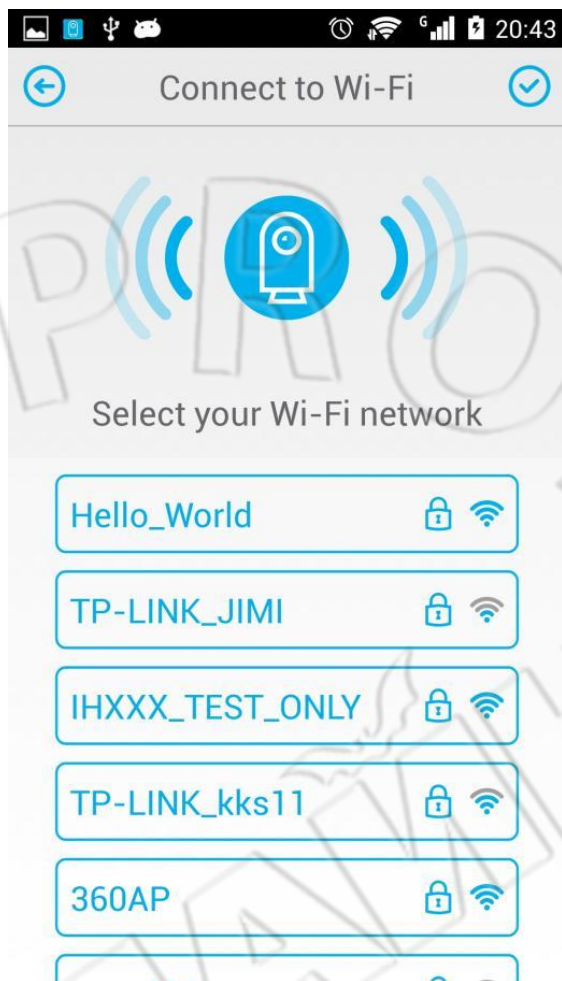 G 20:43
Connect to Wi-Fi
Select your Wi-Fi network
Hello_World
TP-LINK_JIMI
IHXXX_TEST_ONLY
TP-LINK_kks11
360AP